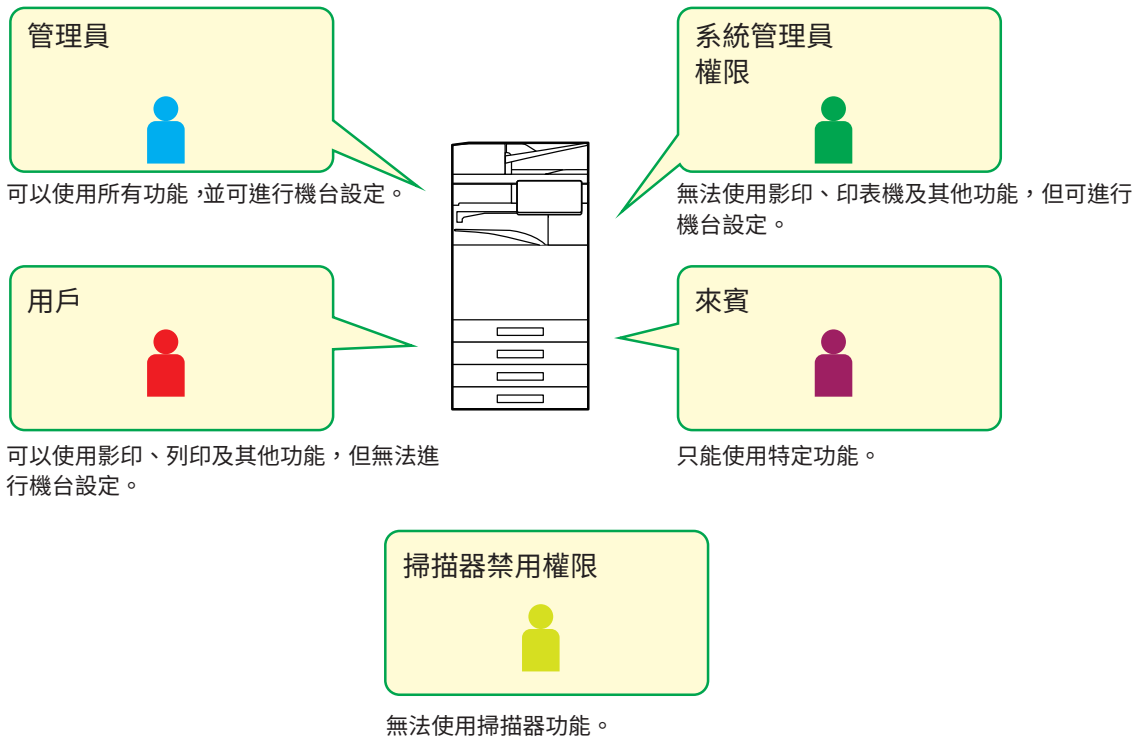 管理員
可以使用所有功能，並可進行機台設定。
系統管理員
權限
無法使用影印、印表機及其他功能，但可進行
機台設定。
用戶
可以使用影印、列印及其他功能，但無法進
行機台設定。
來賓
只能使用特定功能。
掃描器禁用權限
無法使用掃描器功能。